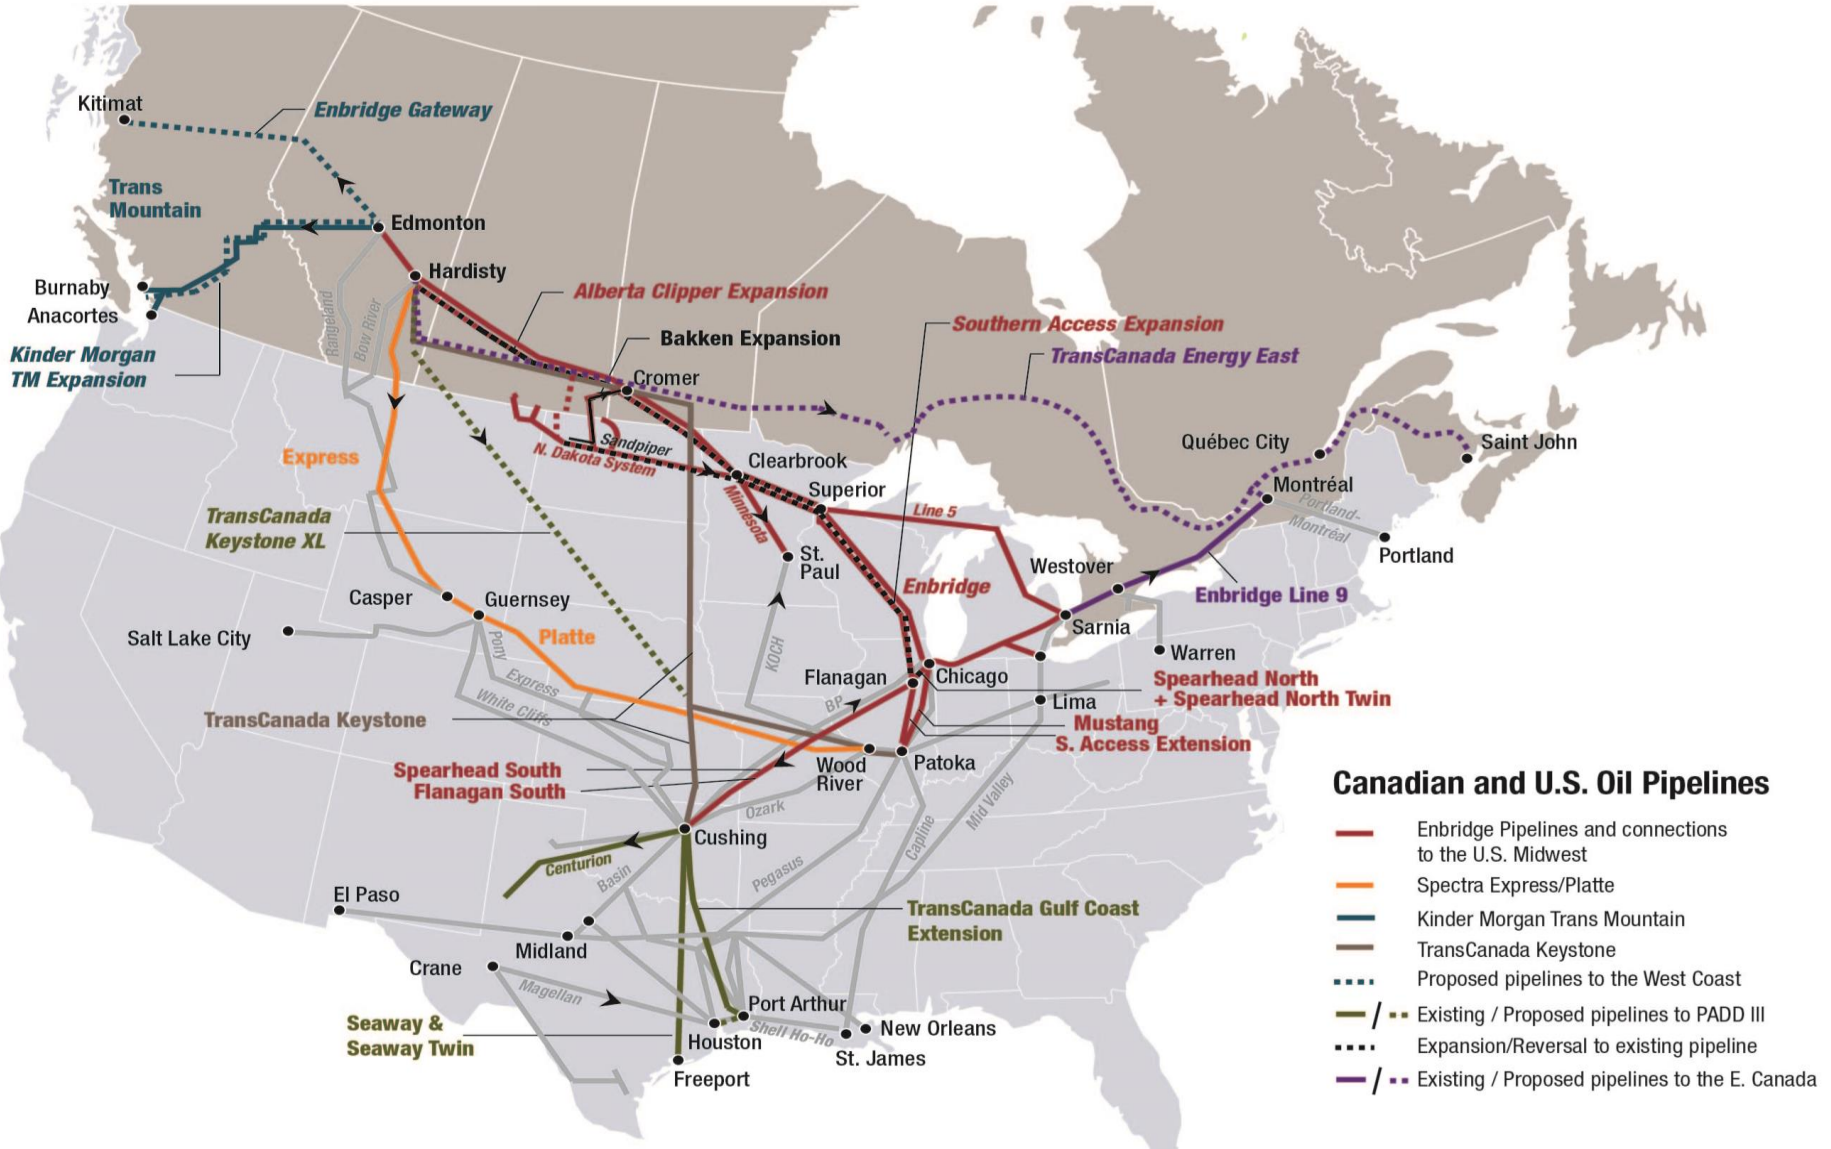 Kitimat
Enbridge Gateway
Trans
Mountain
Edmonton
Hardisty
Burnaby
Anacortes
Kinder Morgan
TM Expansion
Rangeland
Bow River
Alberta Clipper Expansion
Bakken Expansion
Southern Access Expansion
TransCanada Energy East
Cromer
Sandpiper
N. Dakota System
Express
Clearbrook
Superior
Minnesota
Line 5
Québec City
Saint John
Montréal
Portland-
Montréal
Portland
TransCanada
Keystone XL
St.
Paul
Westover
Enbridge
Enbridge Line 9
Casper
Guernsey
Salt Lake City
Platte
Pony
Express
White Cliffs
KOCH
Sarnia
Warren
Flanagan
Chicago
Spearhead North
+ Spearhead North Twin
BP
Lima
Mustang
S. Access Extension
TransCanada Keystone
Wood
River
Patoka
Spearhead South
Flanagan South
Ozark
Mid Valley
Capline
Cushing
Centurion
Basin
Pegasus
El Paso
TransCanada Gulf Coast
Extension
Midland
Crane
Magellan
Port Arthur
Seaway &
Seaway Twin
Houston
Shell Ho-Ho
New Orleans
St. James
Freeport
Canadian and U.S. Oil Pipelines
Enbridge Pipelines and connections
to the U.S. Midwest
Spectra Express/Platte
Kinder Morgan Trans Mountain
TransCanada Keystone
Proposed pipelines to the West Coast
Existing / Proposed pipelines to PADD III
Expansion/Reversal to existing pipeline
Existing / Proposed pipelines to the E. Canada